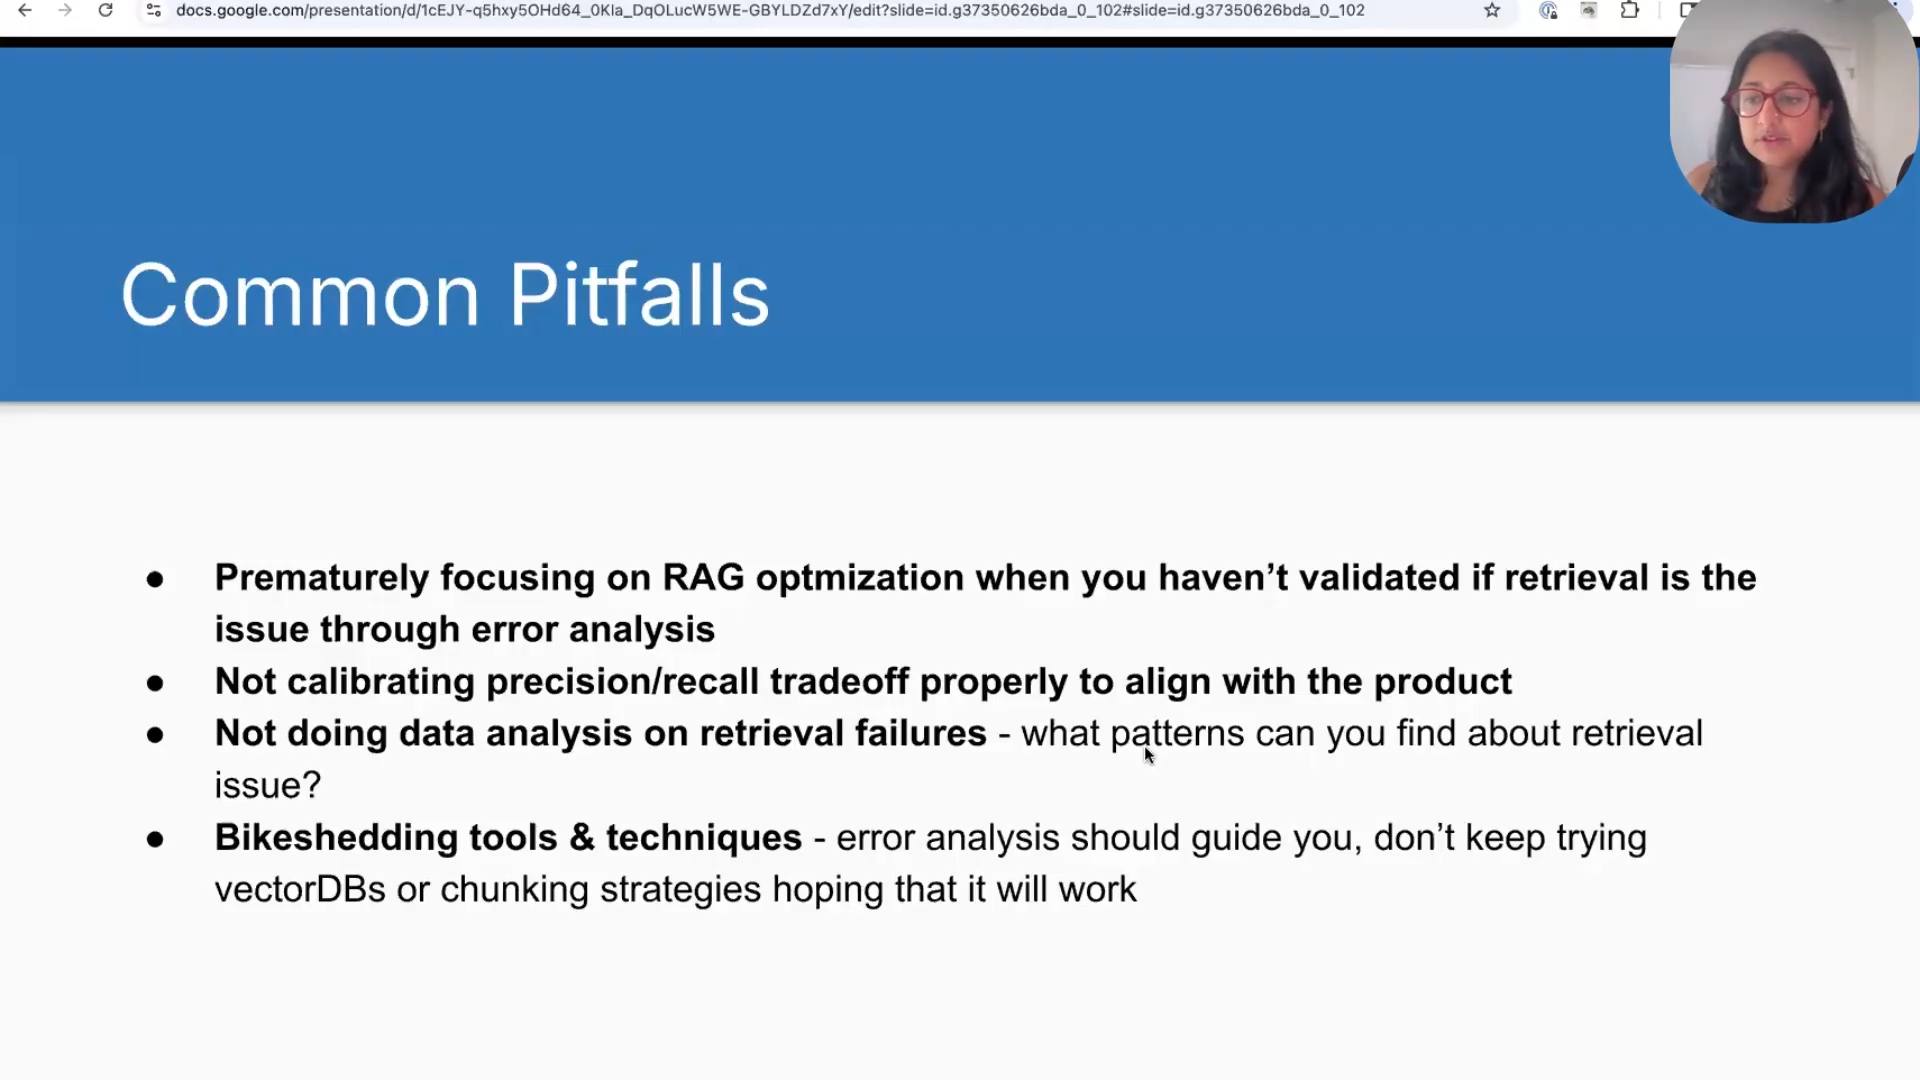 docs.google.com/presentation/d/1cEJY-q5hxy5OHd64_0Kla_DqOLucW5WE-GBYLDZd7xY/edit?slide=id.g37350626bda_0_102#slide=id.g37350626bda_0_102
Common Pitfalls
● Prematurely focusing on RAG optmization when you haven’t validated if retrieval is the
issue through error analysis
● Not calibrating precision/recall tradeoff properly to align with the product
● Not doing data analysis on retrieval failures - what patterns can you find about retrieval
issue?
● Bikeshedding tools & techniques - error analysis should guide you, don’t keep trying
vectorDBs or chunking strategies hoping that it will work